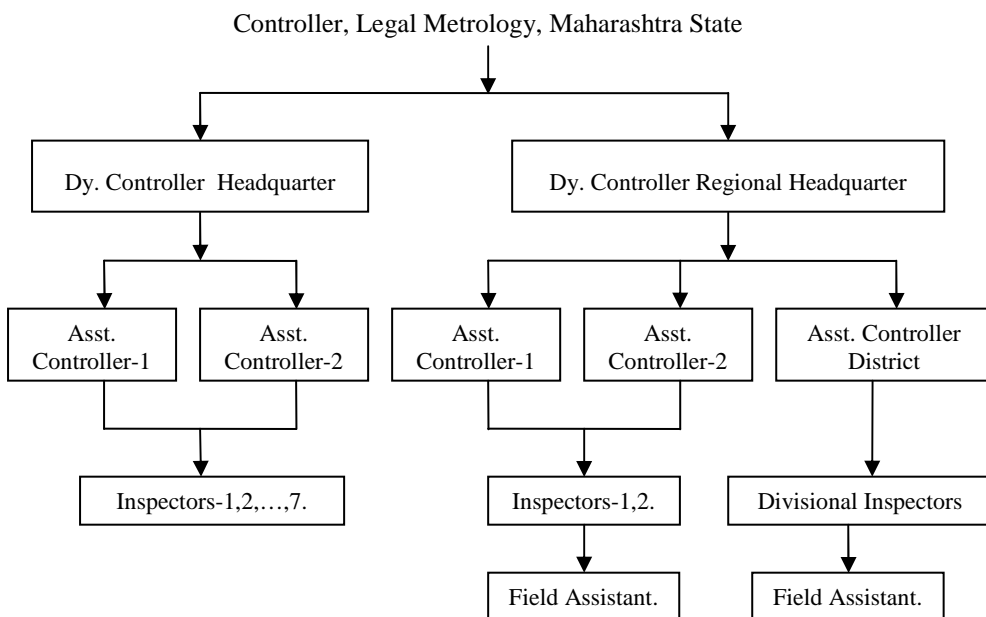 Controller, Legal Metrology, Maharashtra State
Dy. Controller Headquarter
Dy. Controller Regional Headquarter
Asst.
Controller-1
Asst.
Controller-2
Asst.
Controller-1
Asst.
Controller-2
Asst. Controller
District
Inspectors-1,2,…,7.
Inspectors-1,2.
Divisional Inspectors
Field Assistant.
Field Assistant.